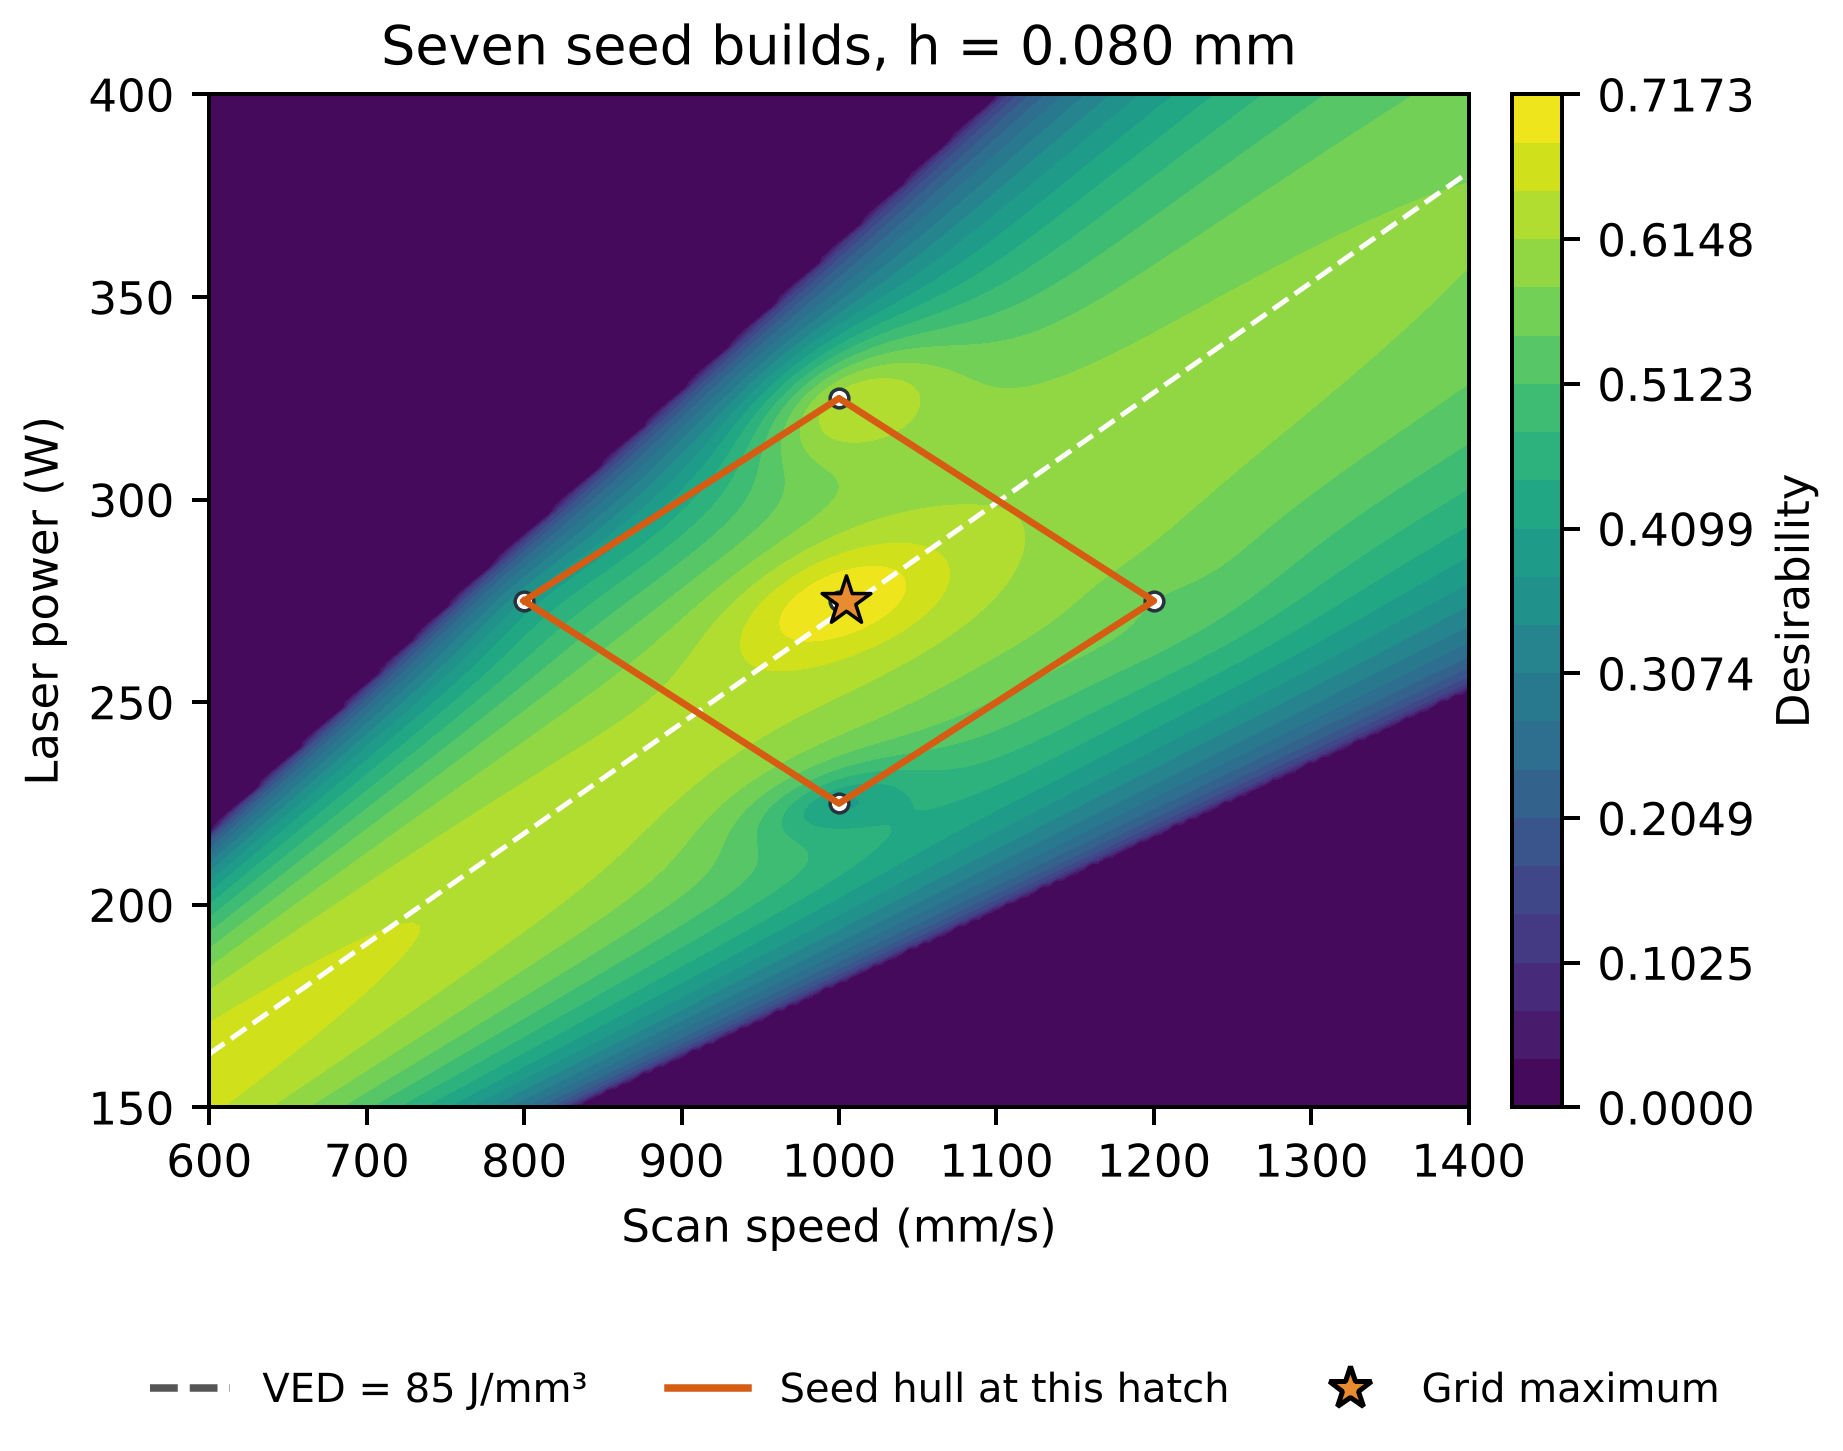 Seven seed builds, h = 0.080 mm
400
350
300
250
200
150
Laser power (W)
600 700 800 900 1000 1100 1200 1300 1400
Scan speed (mm/s)
0.7173
0.6148
0.5123
0.4099
0.3074
0.2049
0.1025
0.0000
Desirability
VED = 85 J/mm³
Seed hull at this hatch
Grid maximum